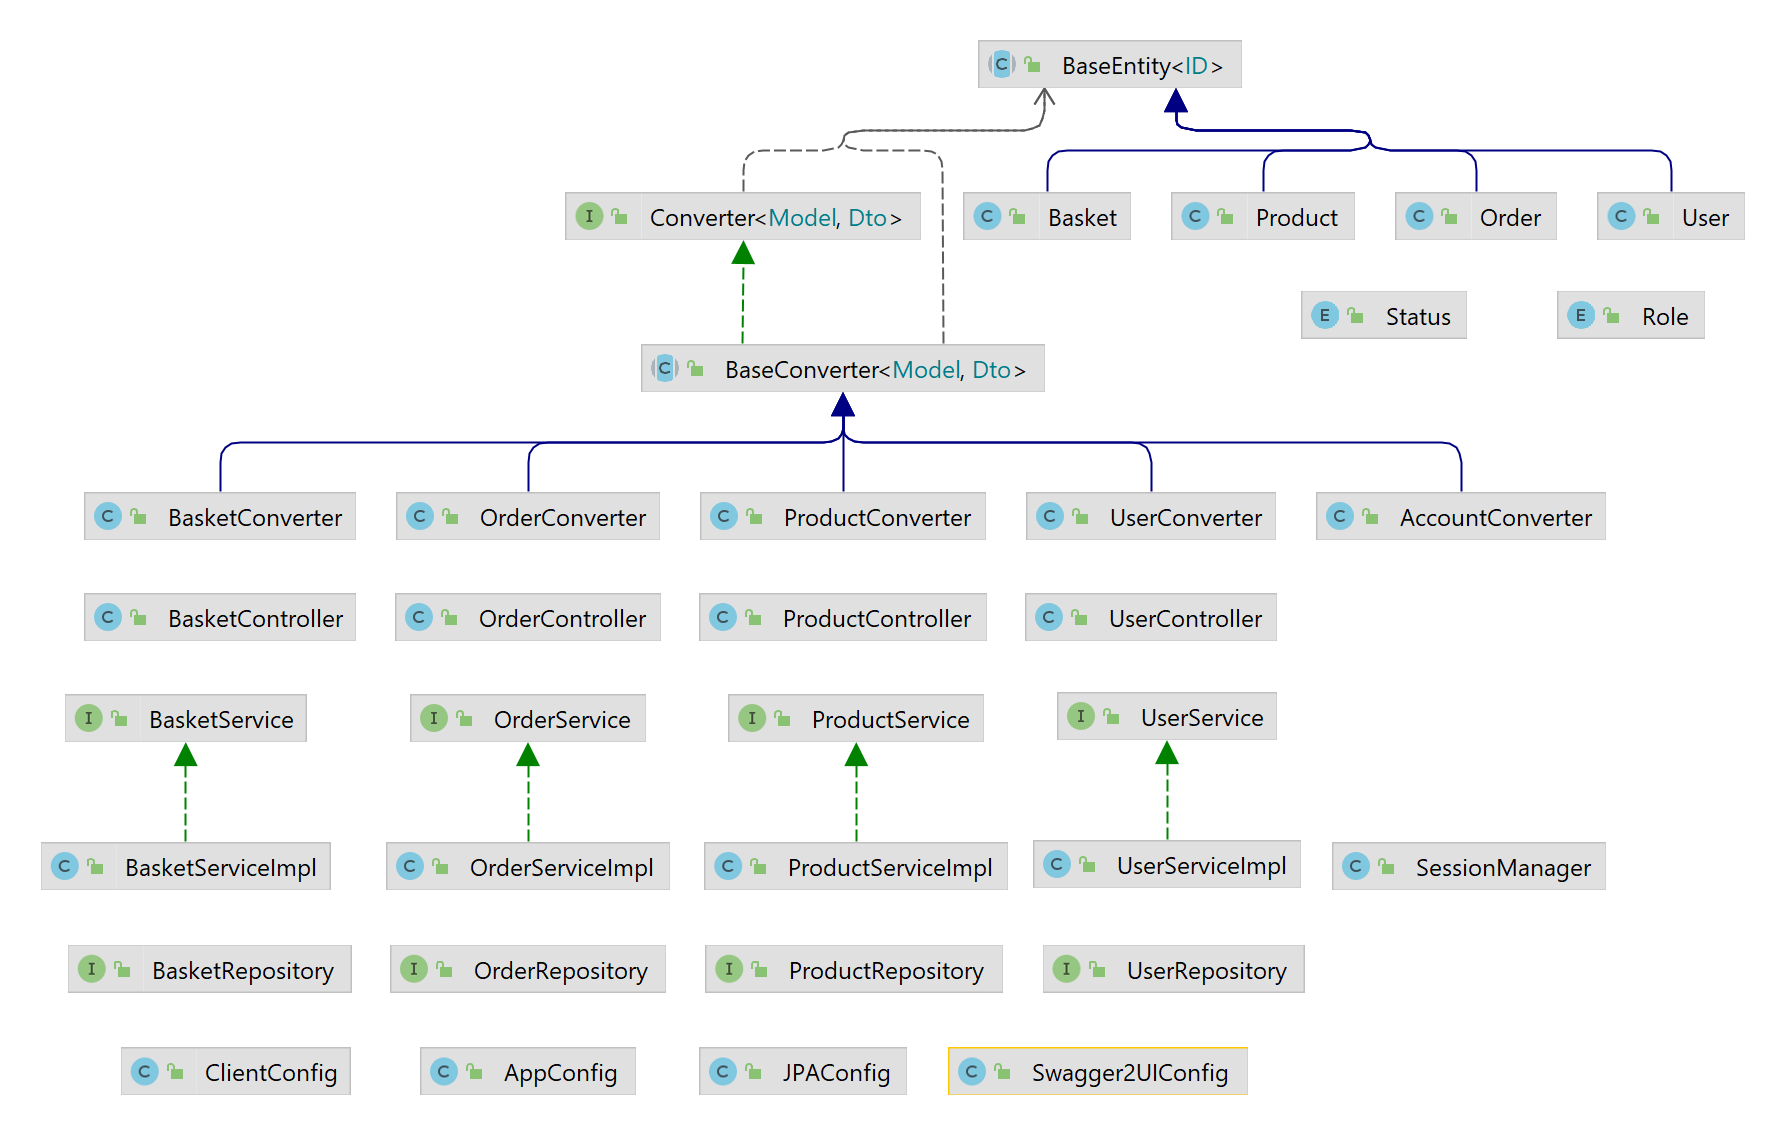 C BaseEntity<ID>
I Converter<Model, Dto>
C Basket
C Product
C Order
C User
E Status
E Role
C BaseConverter<Model, Dto>
C BasketConverter
C OrderConverter
C ProductConverter
C UserConverter
C AccountConverter
C BasketController
C OrderController
C ProductController
C UserController
I BasketService
I OrderService
I ProductService
I UserService
C BasketServiceImpl
C OrderServiceImpl
C ProductServiceImpl
C UserServiceImpl
C SessionManager
I BasketRepository
I OrderRepository
I ProductRepository
I UserRepository
C ClientConfig
C AppConfig
C JPAConfig
C Swagger2UIConfig